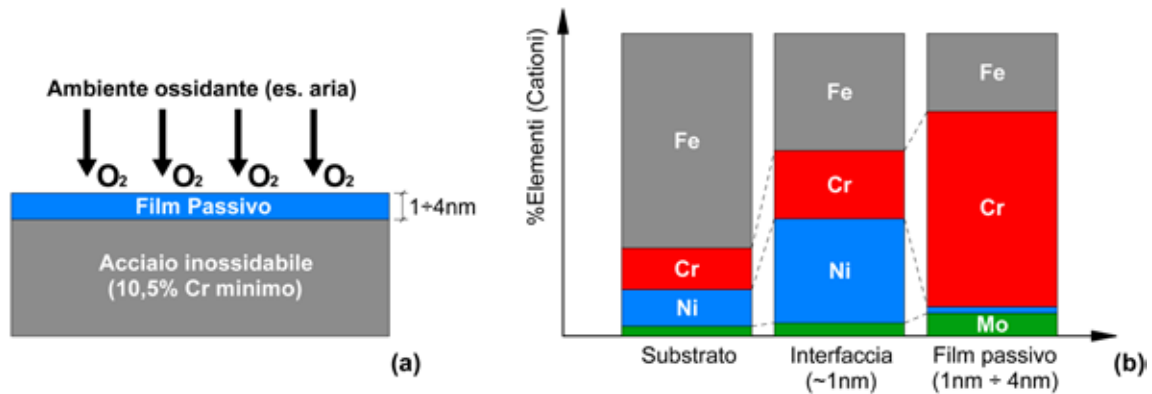 Ambiente ossidante (es. aria)
O₂ O₂ O₂ O₂
Film Passivo
1÷4nm
Acciaio inossidabile
(10,5% Cr minimo)
(a)
%Elementi (Cationi)
Fe
Cr
Ni
Fe
Cr
Ni
Fe
Cr
Mo
Substrato
Interfaccia
(~1nm)
Film passivo
(1nm ÷ 4nm)
(b)